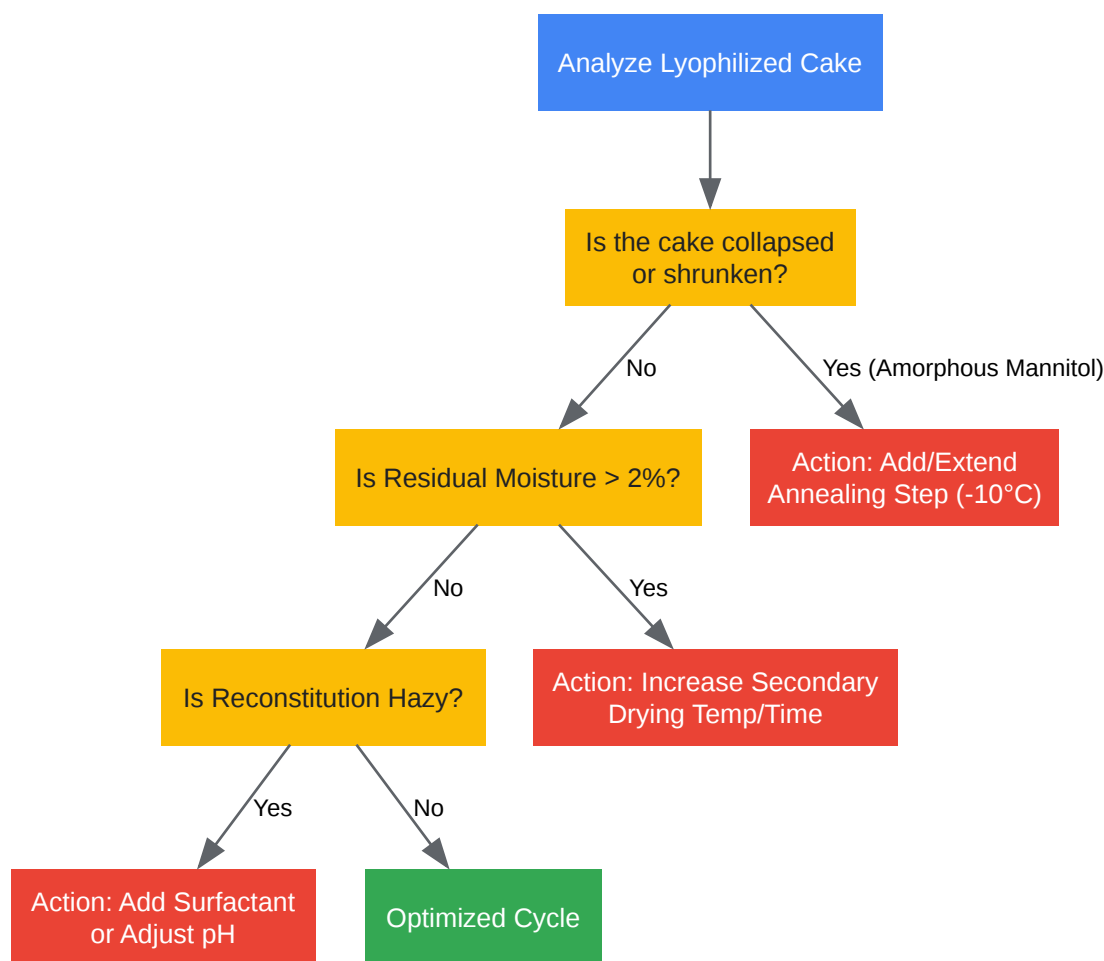 Analyze Lyophilized Cake
Is the cake collapsed
or shrunken?
No
Yes (Amorphous Mannitol)
Is Residual Moisture > 2%?
Action: Add/Extend
Annealing Step (-10°C)
No
Yes
Is Reconstitution Hazy?
Action: Increase Secondary
Drying Temp/Time
Yes
No
Action: Add Surfactant
or Adjust pH
Optimized Cycle